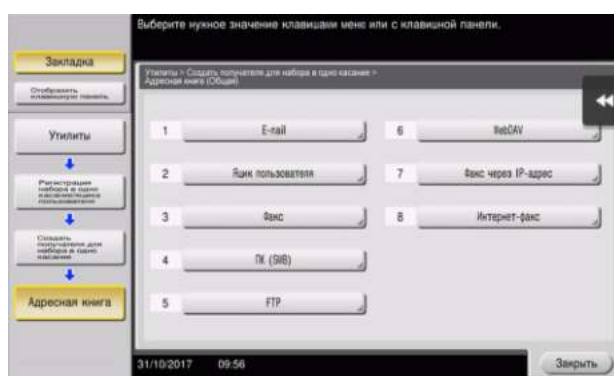 Выберите нужное значение клавишами меню или с клавишной панели.
Закладка
Отобразить
клавишную панель
Утилиты
Регистрация
набора в одно
касание/ящика
пользователя
Создать
получателя для
набора в одно
касание
Адресная книга
Утилиты > Создать получателя для набора в одно касание >
Адресная книга (Общая)
1 E-mail
2 Ящик пользователя
3 Факс
4 ПК (SMB)
5 FTP
6 WebDAV
7 Факс через IP-адрес
8 Интернет-факс
31/10/2017 09:56
Закрыть